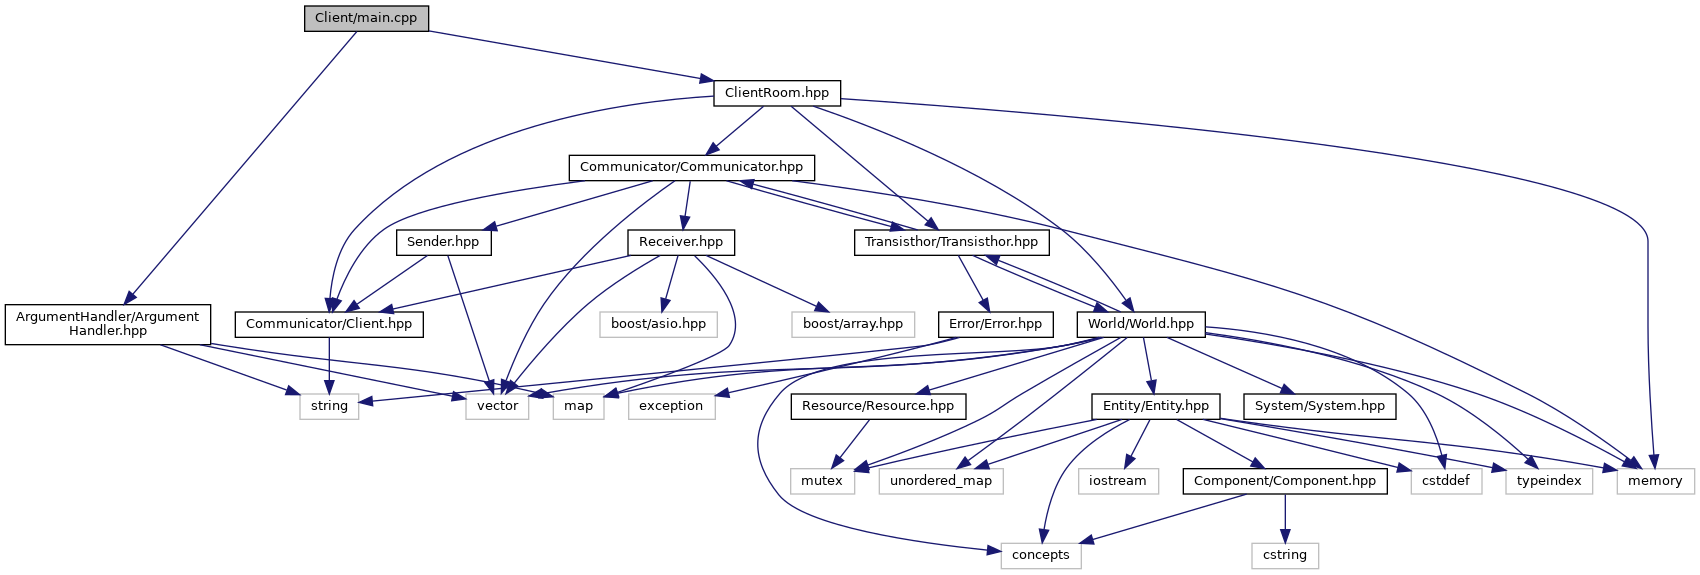 Client/main.cpp
ClientRoom.hpp
Communicator/Communicator.hpp
Sender.hpp
Receiver.hpp
Transisthor/Transisthor.hpp
ArgumentHandler/Argument
Handler.hpp
Communicator/Client.hpp
boost/asio.hpp
boost/array.hpp
Error/Error.hpp
World/World.hpp
string
vector
map
exception
Resource/Resource.hpp
Entity/Entity.hpp
System/System.hpp
mutex
unordered_map
iostream
Component/Component.hpp
cstddef
typeindex
memory
concepts
cstring